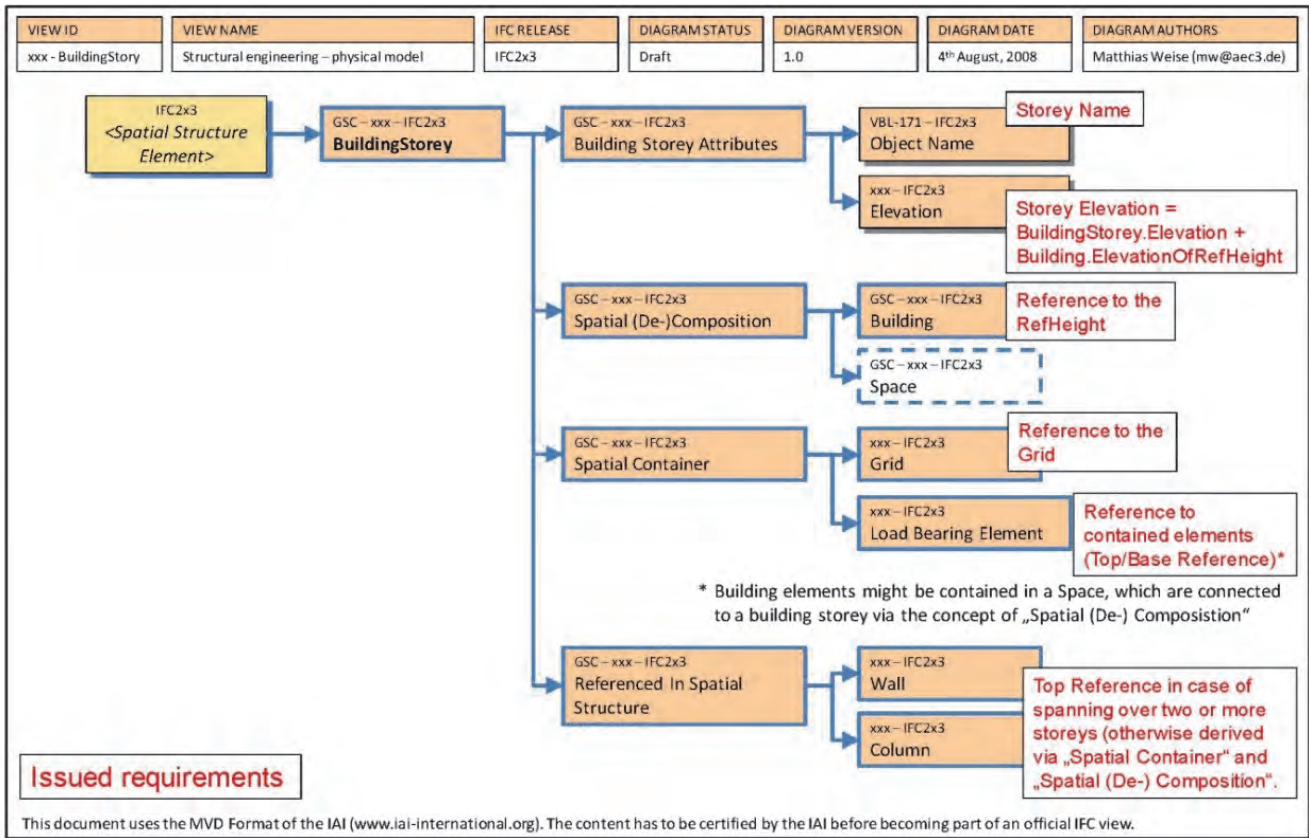 VIEW ID
xxx - BuildingStory
VIEW NAME
Structural engineering – physical model
IFC RELEASE
IFC2x3
DIAGRAM STATUS
Draft
DIAGRAM VERSION
1.0
DIAGRAM DATE
4th August, 2008
DIAGRAM AUTHORS
Matthias Weise (mw@aec3.de)
IFC2x3
<Spatial Structure
Element>
GSC – xxx – IFC2x3
BuildingStorey
GSC – xxx – IFC2x3
Building Storey Attributes
VBL-171 – IFC2x3
Object Name
Storey Name
xxx – IFC2x3
Elevation
Storey Elevation =
BuildingStorey.Elevation +
Building.ElevationOfRefHeight
GSC – xxx – IFC2x3
Spatial (De-)Composition
GSC – xxx – IFC2x3
Building
Reference to the
RefHeight
GSC – xxx – IFC2x3
Space
GSC – xxx – IFC2x3
Spatial Container
xxx – IFC2x3
Grid
Reference to the
Grid
xxx – IFC2x3
Load Bearing Element
Reference to
contained elements
(Top/Base Reference)*
* Building elements might be contained in a Space, which are connected
to a building storey via the concept of „Spatial (De-) Composistion“
GSC – xxx – IFC2x3
Referenced In Spatial
Structure
xxx – IFC2x3
Wall
xxx – IFC2x3
Column
Top Reference in case of
spanning over two or more
storeys (otherwise derived
via „Spatial Container“ and
„Spatial (De-) Composition“.
Issued requirements
This document uses the MVD Format of the IAI (www.iai-international.org). The content has to be certified by the IAI before becoming part of an official IFC view.